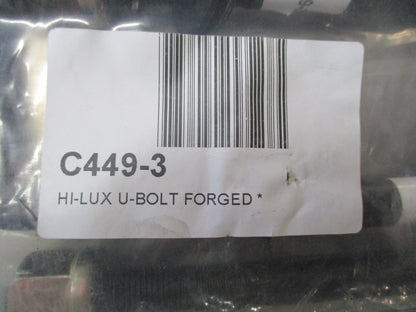 C449-3
HI-LUX U-BOLT FORGED *